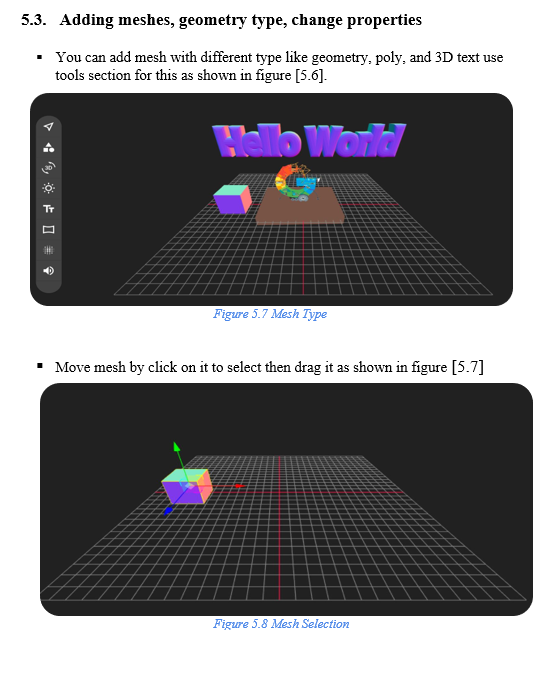 5.3. Adding meshes, geometry type, change properties
▪ You can add mesh with different type like geometry, poly, and 3D text use
tools section for this as shown in figure [5.6].
Hello World
3D
TT
Figure 5.7 Mesh Type
▪ Move mesh by click on it to select then drag it as shown in figure [5.7]
Figure 5.8 Mesh Selection